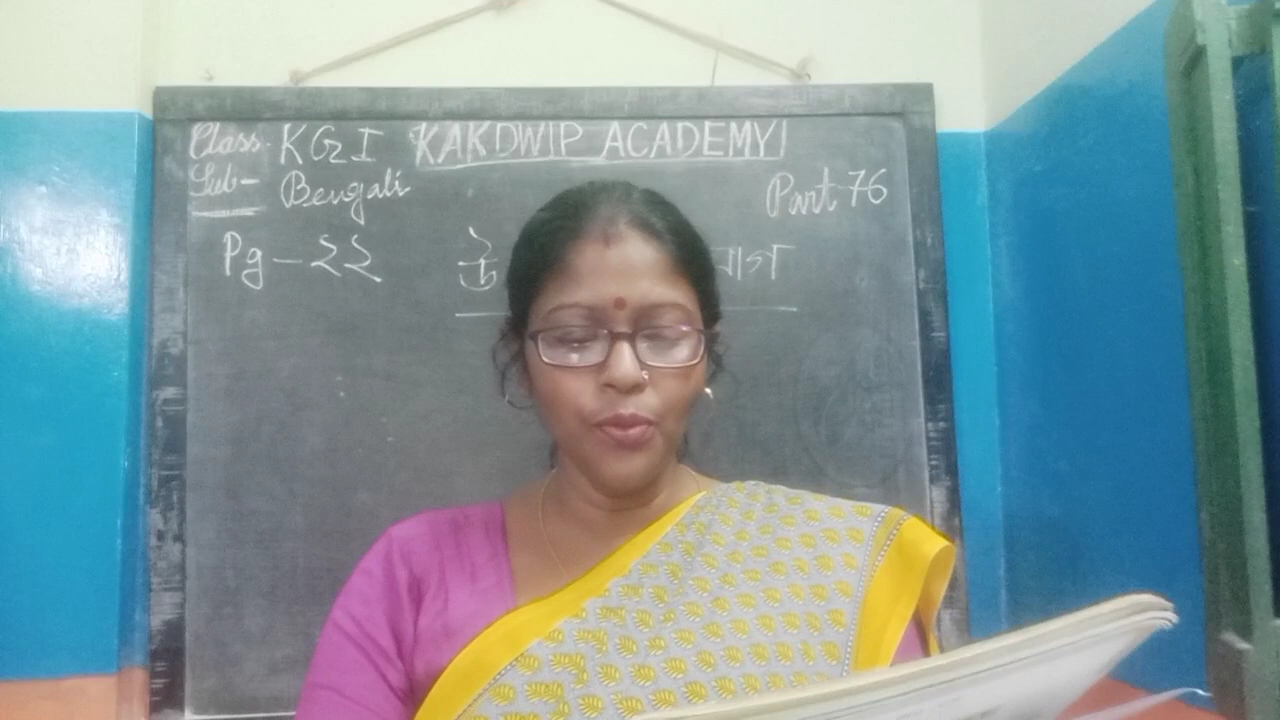 Class- KG I KAKDWIP ACADEMY
Sub- Bengali
Part 76
Pg - ২২